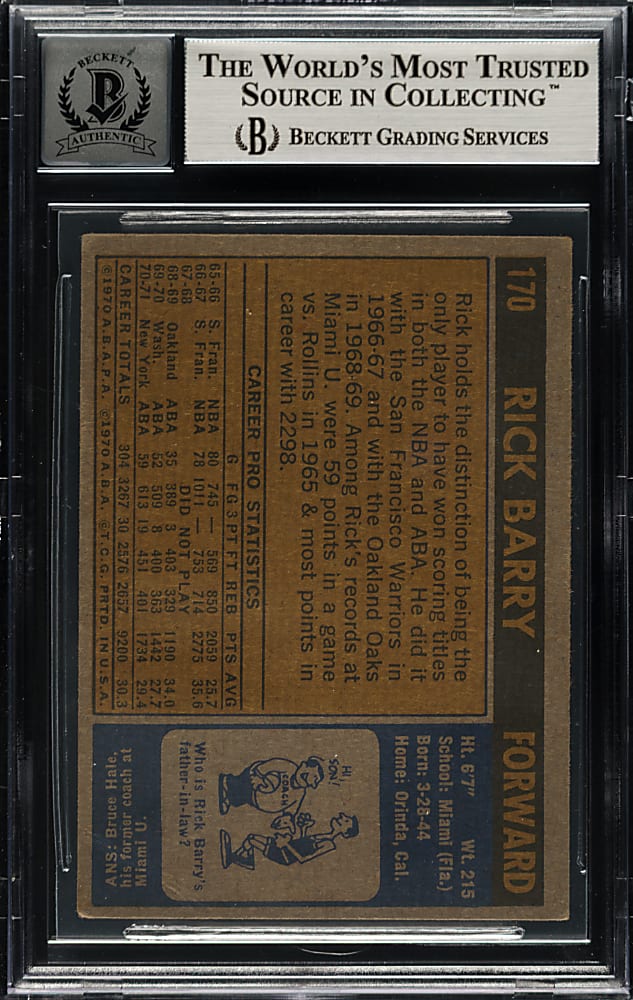 BECKETT
B
AUTHENTIC
THE WORLD'S MOST TRUSTED
SOURCE IN COLLECTING™
B BECKETT GRADING SERVICES
170 RICK BARRY FORWARD
Rick holds the distinction of being the
only player to have won scoring titles
in both the NBA and ABA. He did it
with the San Francisco Warriors in
1966-67 and with the Oakland Oaks
in 1968-69. Among Rick's records at
Miami U. were 59 points in a game
vs. Rollins in 1965 & most points in
career with 2298.
CAREER PRO STATISTICS
G FG 3PT FT REB PTS AVG
65-66 S. Fran. NBA 80 745 — 569 850 2059 25.7
66-67 S. Fran. NBA 78 1011 — 753 714 2775 35.6
67-68 DID NOT PLAY
68-69 Oakland ABA 35 389 3 403 329 1190 34.0
69-70 Wash. ABA 52 509 8 400 363 1442 27.7
70-71 New York ABA 59 613 19 451 401 1734 29.4
CAREER TOTALS 304 3267 30 2576 2657 9200 30.3
©1970 A.B.A.P.A. ©1970 A.B.A. ©T.C.G. PRTD. IN U.S.A.
Ht. 6'7" Wt. 215
School: Miami (Fla.)
Born: 3-28-44
Home: Orinda, Cal.
HI
SON!
COACH
Who is Rick Barry's
father-in-law?
ANS: Bruce Hale,
his former coach at
Miami U.